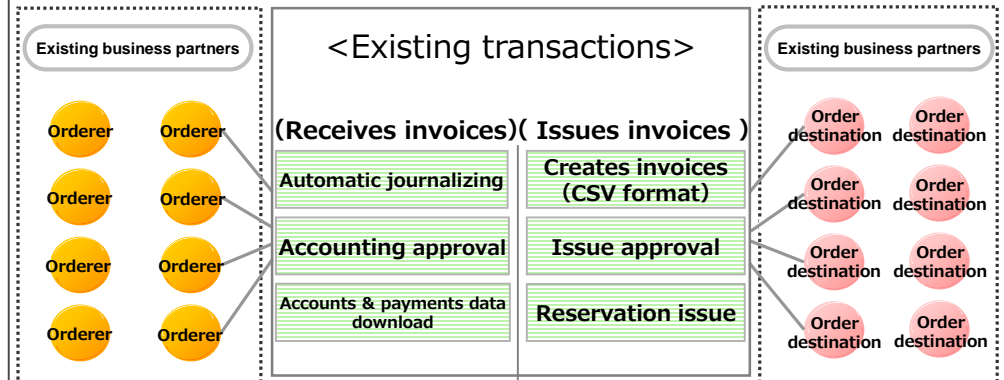 Existing business partners
<Existing transactions>
Existing business partners
Orderer
Orderer
Orderer
Orderer
Orderer
Orderer
Orderer
Orderer
(Receives invoices)
( Issues invoices )
Automatic journalizing
Creates invoices
(CSV format)
Accounting approval
Issue approval
Accounts & payments data
download
Reservation issue
Order
destination
Order
destination
Order
destination
Order
destination
Order
destination
Order
destination
Order
destination
Order
destination